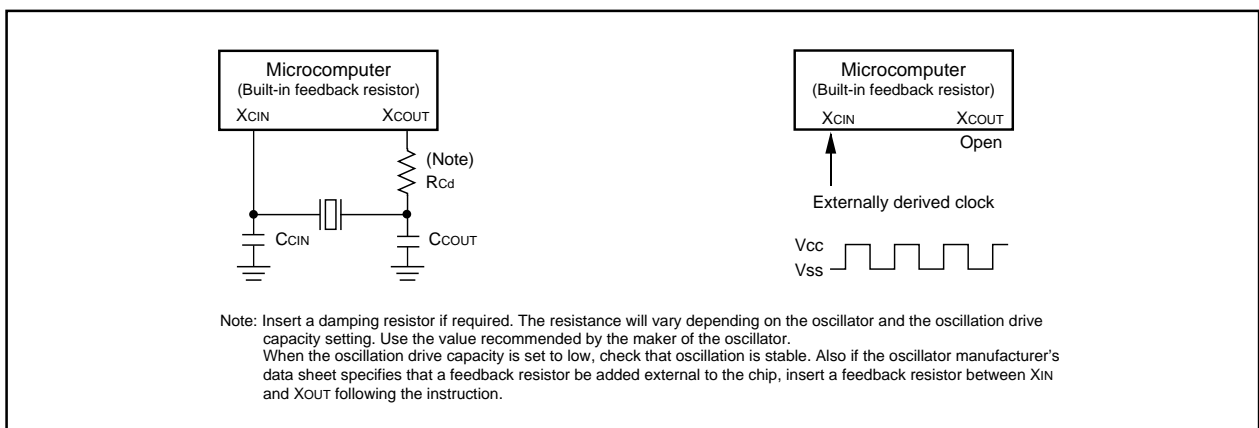 Microcomputer
(Built-in feedback resistor)
XCIN XCOUT
(Note)
RCd
CCIN CCOUT
Microcomputer
(Built-in feedback resistor)
XCIN XCOUT
Open
Externally derived clock
Vcc
Vss
Note: Insert a damping resistor if required. The resistance will vary depending on the oscillator and the oscillation drive
capacity setting. Use the value recommended by the maker of the oscillator.
When the oscillation drive capacity is set to low, check that oscillation is stable. Also if the oscillator manufacturer's
data sheet specifies that a feedback resistor be added external to the chip, insert a feedback resistor between XIN
and XOUT following the instruction.